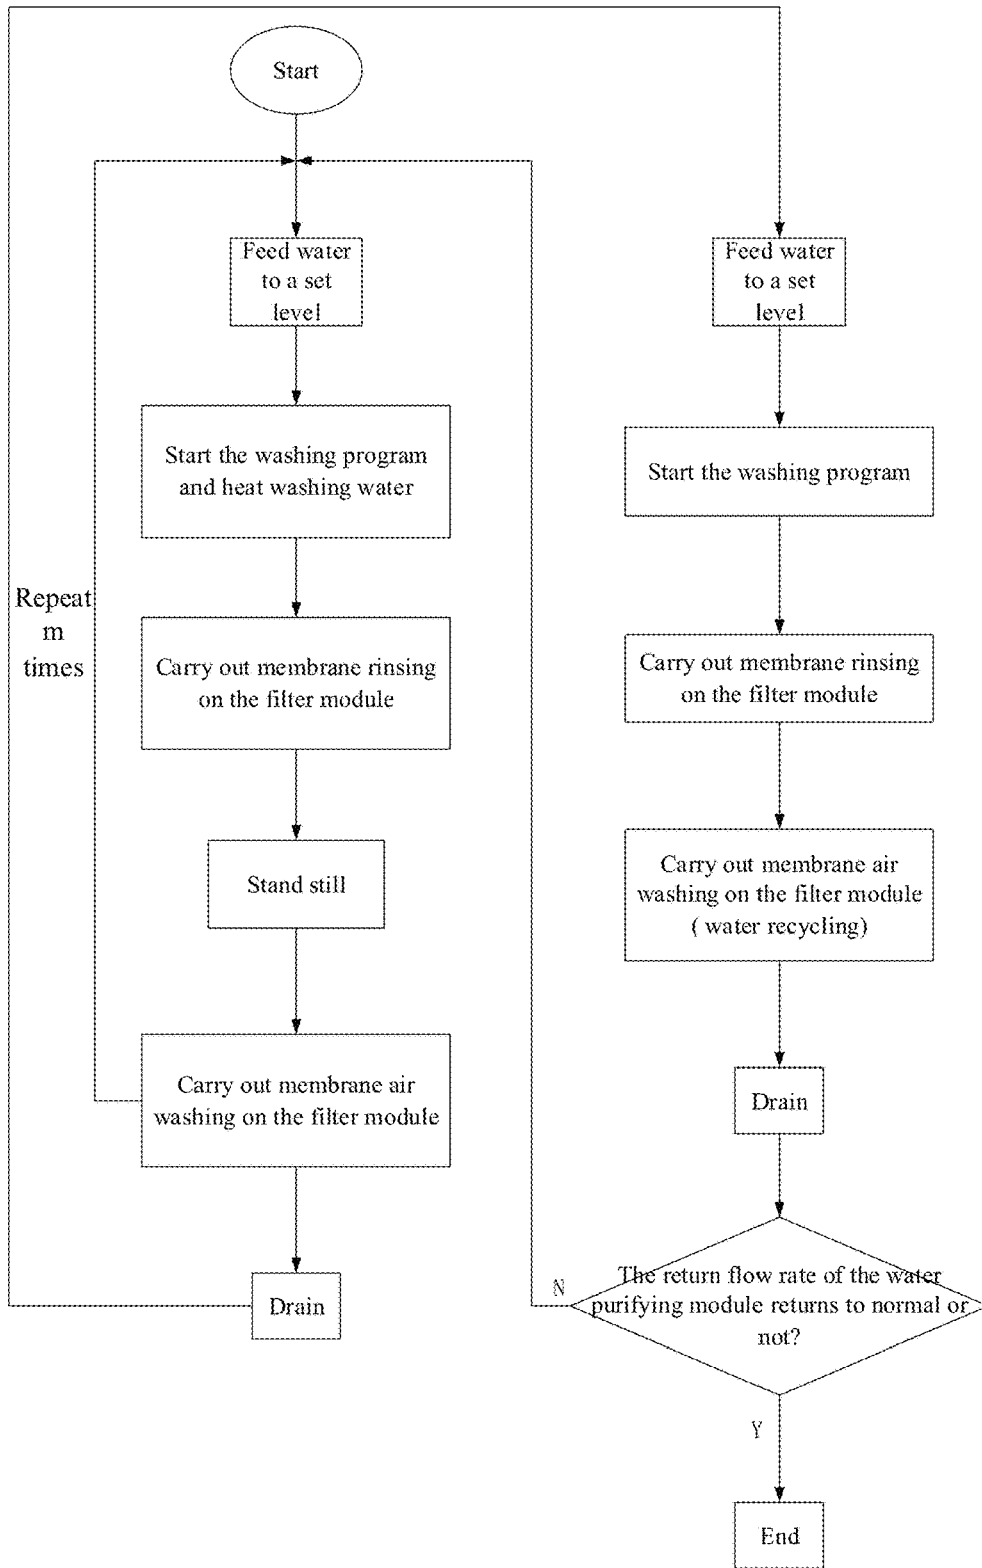 Start
Feed water
to a set
level
Start the washing program
and heat washing water
Repeat
m
times
Carry out membrane rinsing
on the filter module
Stand still
Carry out membrane air
washing on the filter module
Drain
Feed water
to a set
level
Start the washing program
Carry out membrane rinsing
on the filter module
Carry out membrane air
washing on the filter module
( water recycling)
Drain
The return flow rate of the water
purifying module returns to normal or
not?
N
Y
End